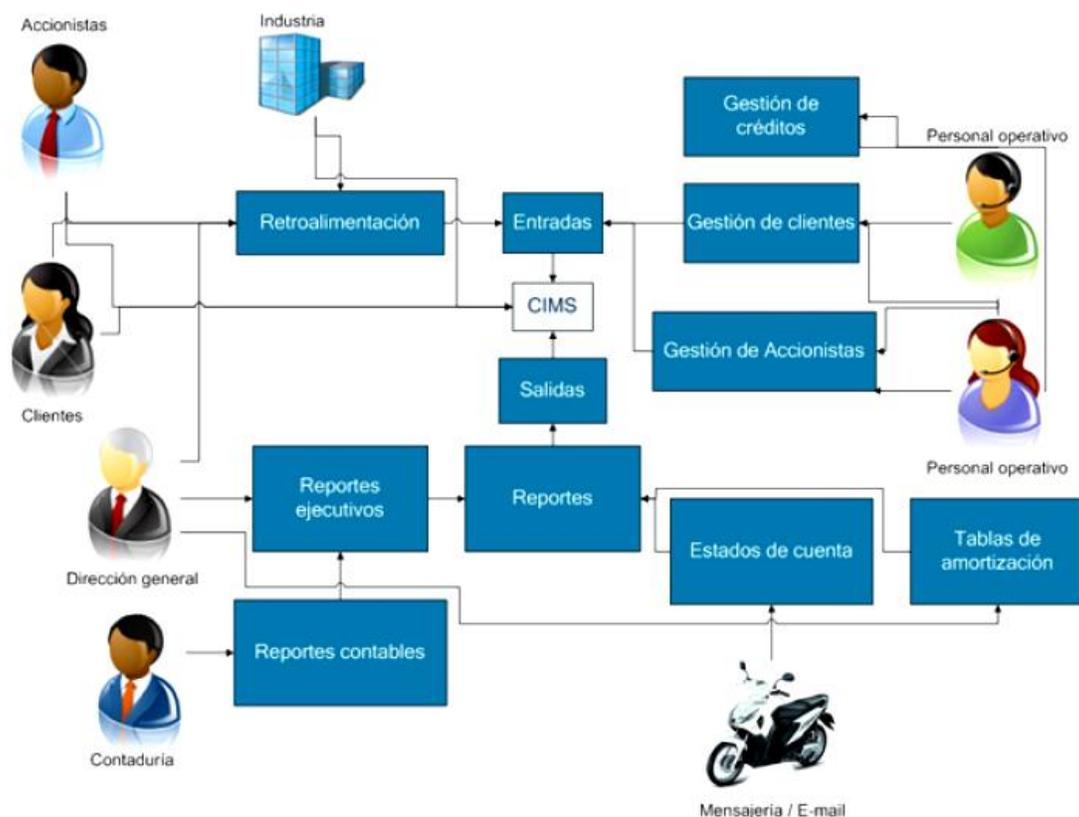 Accionistas
Industria
Gestión de
créditos
Personal operativo
Retroalimentación
Entradas
Gestión de clientes
CIMS
Gestión de Accionistas
Salidas
Clientes
Personal operativo
Reportes
ejecutivos
Reportes
Estados de cuenta
Tablas de
amortización
Dirección general
Reportes contables
Contaduría
Mensajería / E-mail